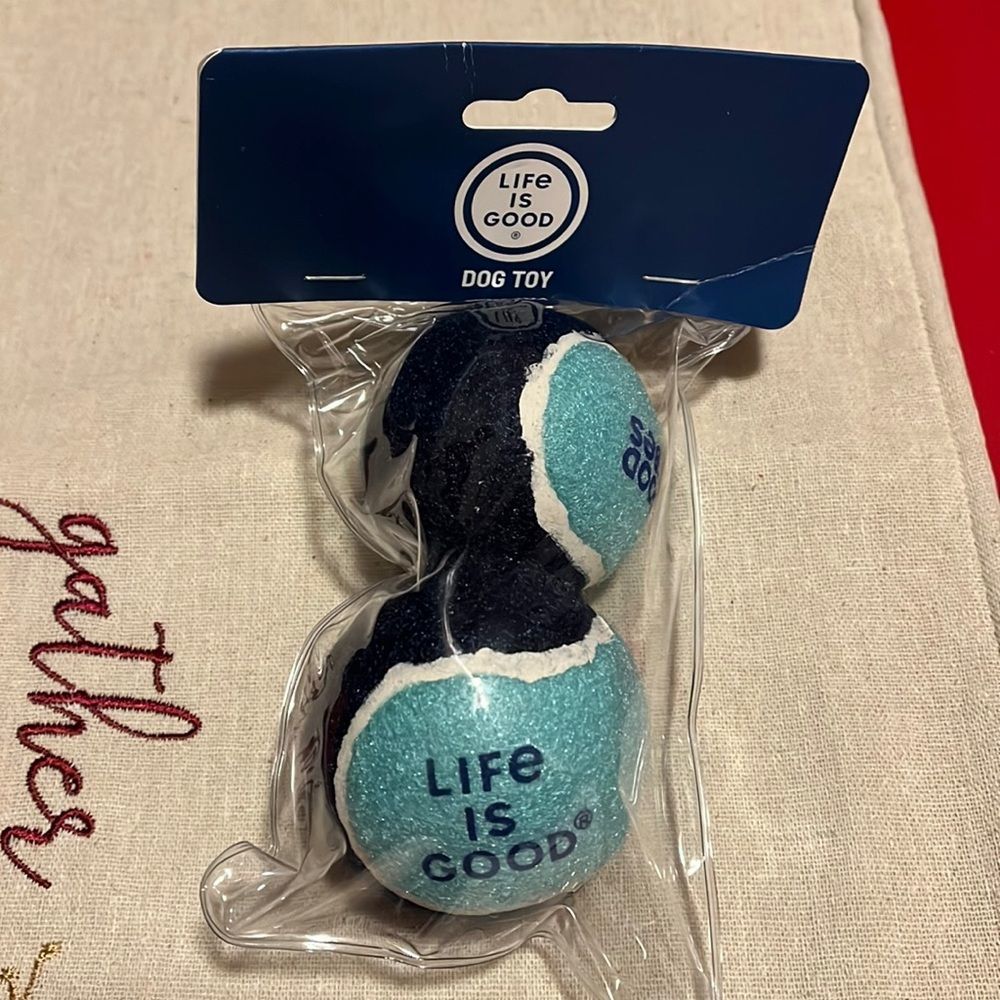 LIFe
IS
GOOD
®
DOG TOY
LIFe
IS
GOOD®
gather